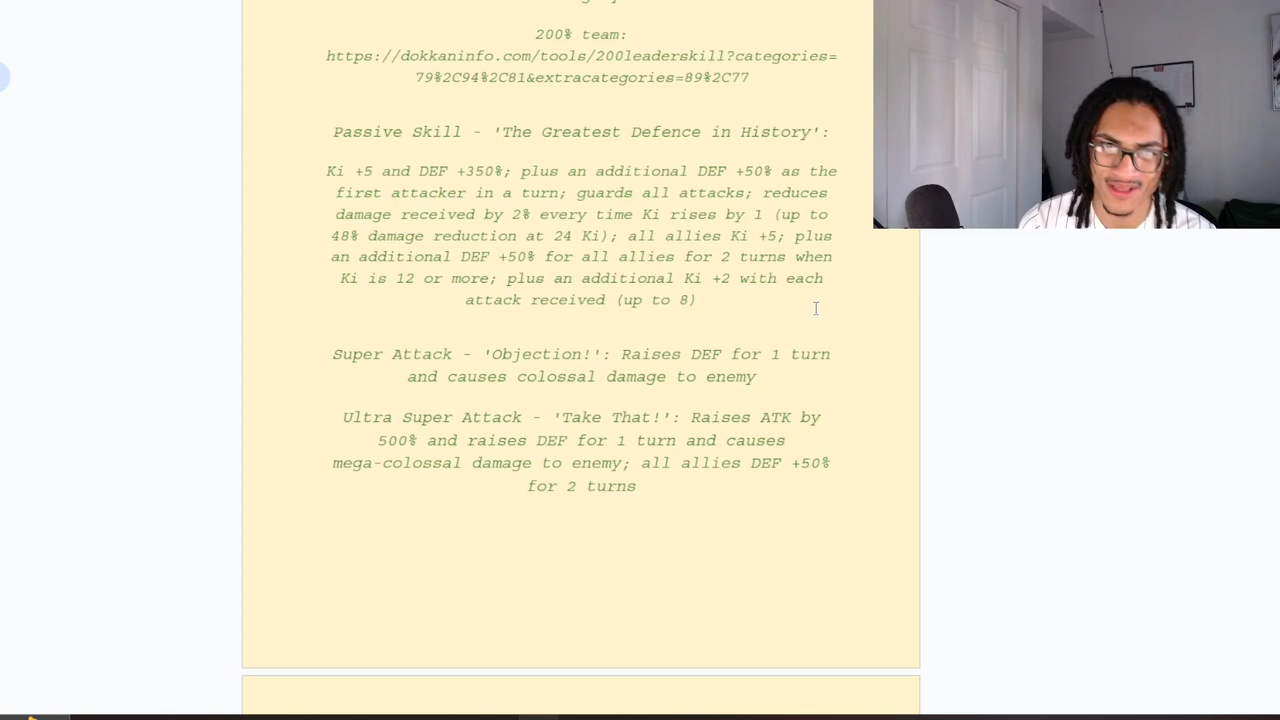 200% team:
https://dokkaninfo.com/tools/200leaderskill?categories=
79%2C94%2C81&extracategories=89%2C77
Passive Skill - 'The Greatest Defence in History':
Ki +5 and DEF +350%; plus an additional DEF +50% as the
first attacker in a turn; guards all attacks; reduces
damage received by 2% every time Ki rises by 1 (up to
48% damage reduction at 24 Ki); all allies Ki +5; plus
an additional DEF +50% for all allies for 2 turns when
Ki is 12 or more; plus an additional Ki +2 with each
attack received (up to 8)
Super Attack - 'Objection!': Raises DEF for 1 turn
and causes colossal damage to enemy
Ultra Super Attack - 'Take That!': Raises ATK by
500% and raises DEF for 1 turn and causes
mega-colossal damage to enemy; all allies DEF +50%
for 2 turns